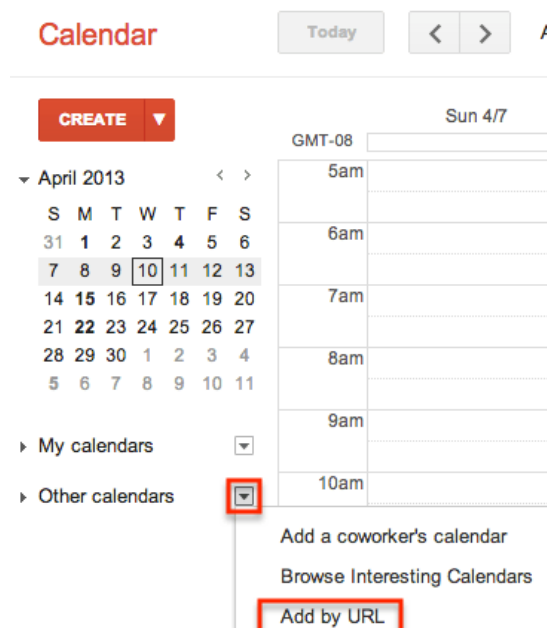 Calendar
Today
CREATE
Sun 4/7
GMT-08
April 2013
S M T W T F S
31 1 2 3 4 5 6
7 8 9 10 11 12 13
14 15 16 17 18 19 20
21 22 23 24 25 26 27
28 29 30 1 2 3 4
5 6 7 8 9 10 11
My calendars
Other calendars
5am
6am
7am
8am
9am
10am
Add a coworker's calendar
Browse Interesting Calendars
Add by URL